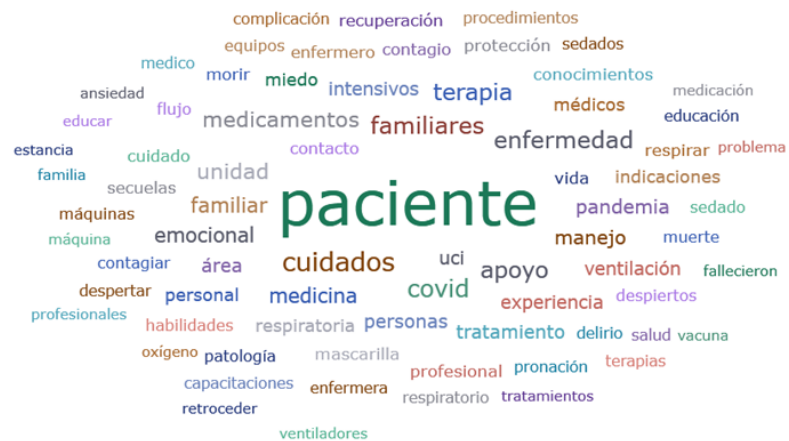 complicación recuperación procedimientos
equipos enfermero contagio protección sedados
medico morir miedo intensivos terapia conocimientos
ansiedad flujo medicamentos familiares médicos medicación
educar contacto enfermedad educación
estancia cuidado unidad respirar problema
familia secuelas vida indicaciones
máquinas familiar paciente pandemia sedado
máquina emocional manejo muerte
contagiar área cuidados uci apoyo ventilación fallecieron
despertar personal medicina covid experiencia despiertos
profesionales habilidades respiratoria personas tratamiento delirio salud vacuna
oxígeno patología mascarilla profesional pronación terapias
capacitaciones enfermera respiratorio tratamientos
retroceder
ventiladores